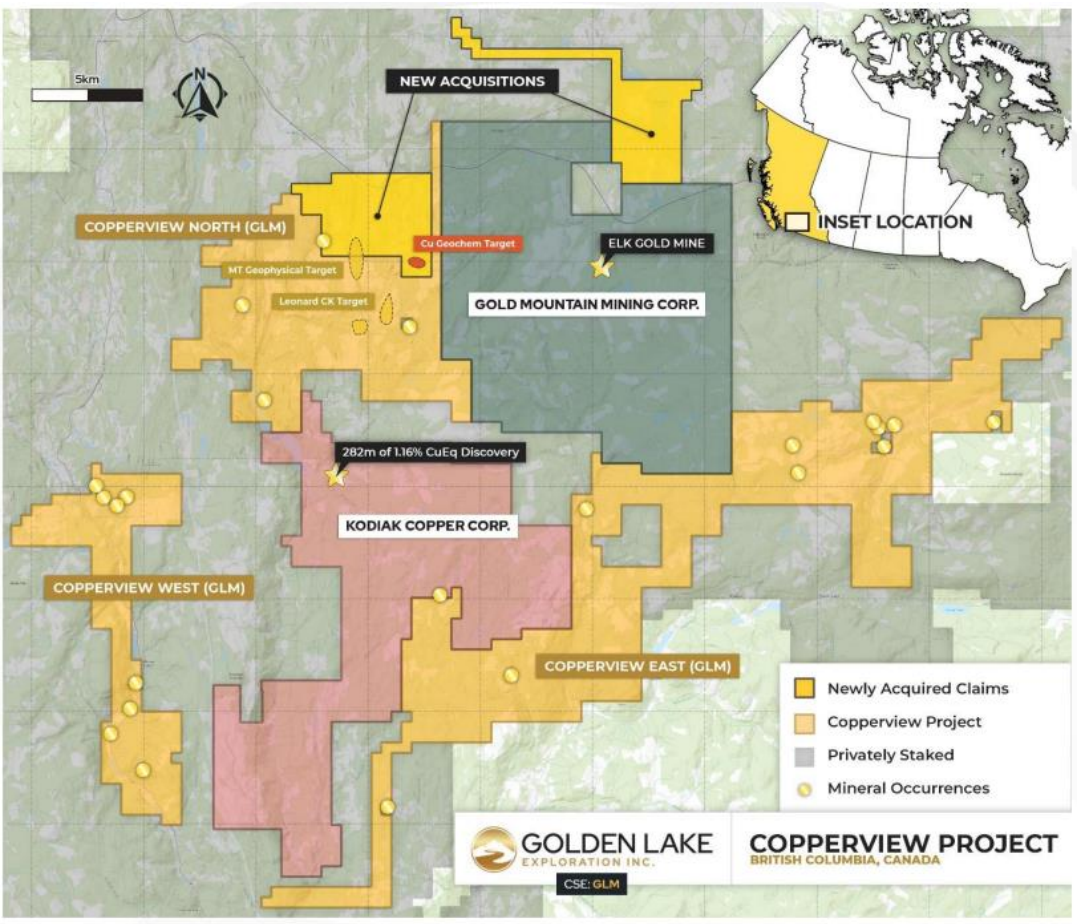 5km
N
NEW ACQUISITIONS
INSET LOCATION
COPPERVIEW NORTH (GLM)
Cu Geochem Target
ELK GOLD MINE
MT Geophysical Target
Leonard CK Target
GOLD MOUNTAIN MINING CORP.
282m of 1.16% CuEq Discovery
KODIAK COPPER CORP.
COPPERVIEW WEST (GLM)
COPPERVIEW EAST (GLM)
Newly Acquired Claims
Copperview Project
Privately Staked
Mineral Occurrences
GOLDEN LAKE
EXPLORATION INC.
CSE: GLM
COPPERVIEW PROJECT
BRITISH COLUMBIA, CANADA